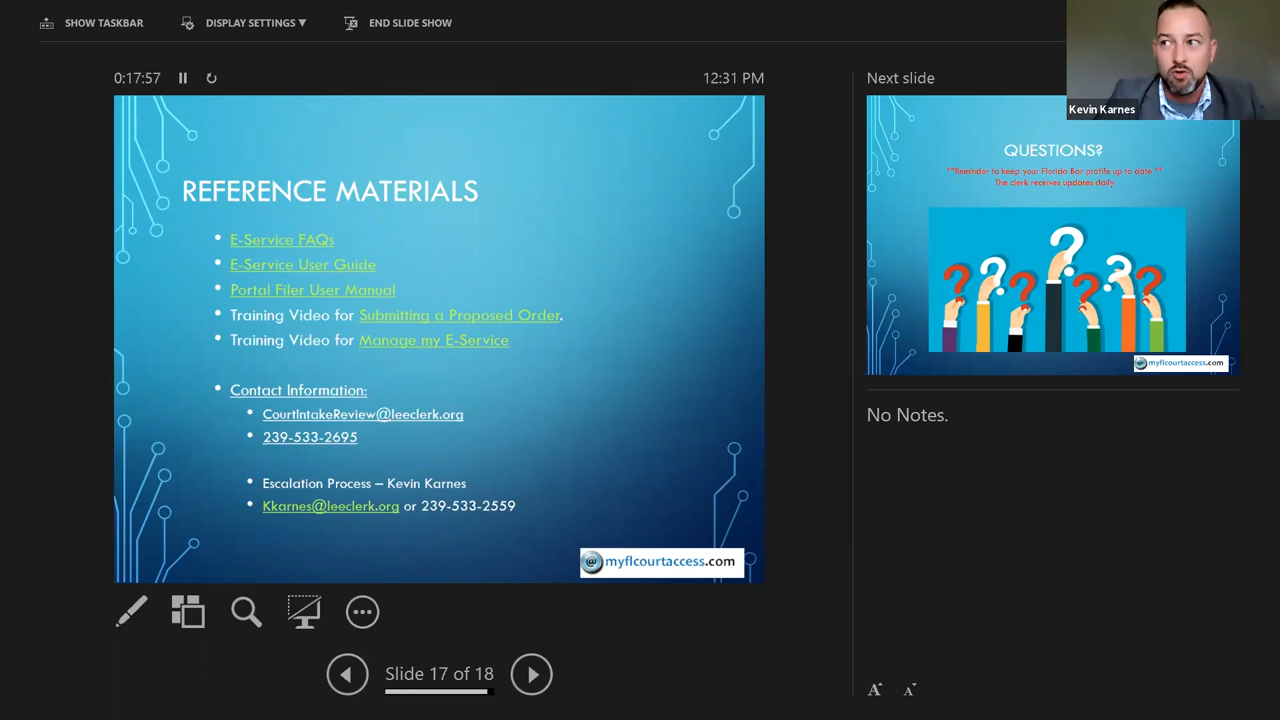 SHOW TASKBAR
DISPLAY SETTINGS ▼
END SLIDE SHOW
0:17:57
12:31 PM
REFERENCE MATERIALS
• E-Service FAQs
• E-Service User Guide
• Portal Filer User Manual
• Training Video for Submitting a Proposed Order.
• Training Video for Manage my E-Service
• Contact Information:
• CourtIntakeReview@leeclerk.org
• 239-533-2695
• Escalation Process – Kevin Karnes
• Kkarnes@leeclerk.org or 239-533-2559
@ myflcourtaccess.com
Slide 17 of 18
Next slide
Kevin Karnes
QUESTIONS?
**Reminder to keep your Florida Bar profile up to date **
The clerk receives updates daily.
? ? ? ? ? ? ?
@ myflcourtaccess.com
No Notes.
A A